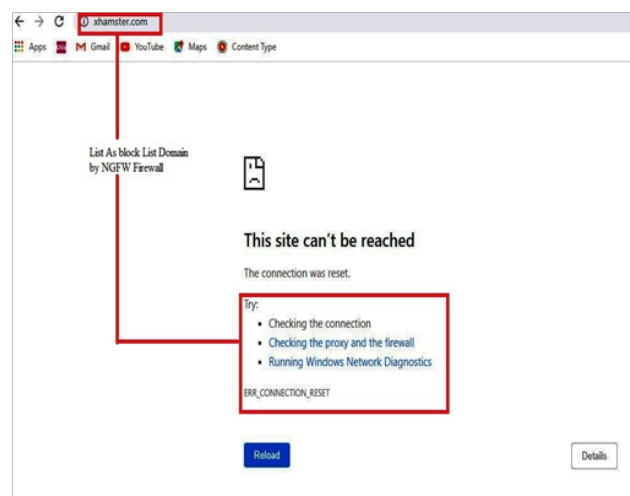 xhamster.com
Apps Gmail YouTube Maps Content Type
List As block List Domain
by NGFW Firewall
This site can't be reached
The connection was reset.
Try:
• Checking the connection
• Checking the proxy and the firewall
• Running Windows Network Diagnostics
ERR_CONNECTION_RESET
Reload Details